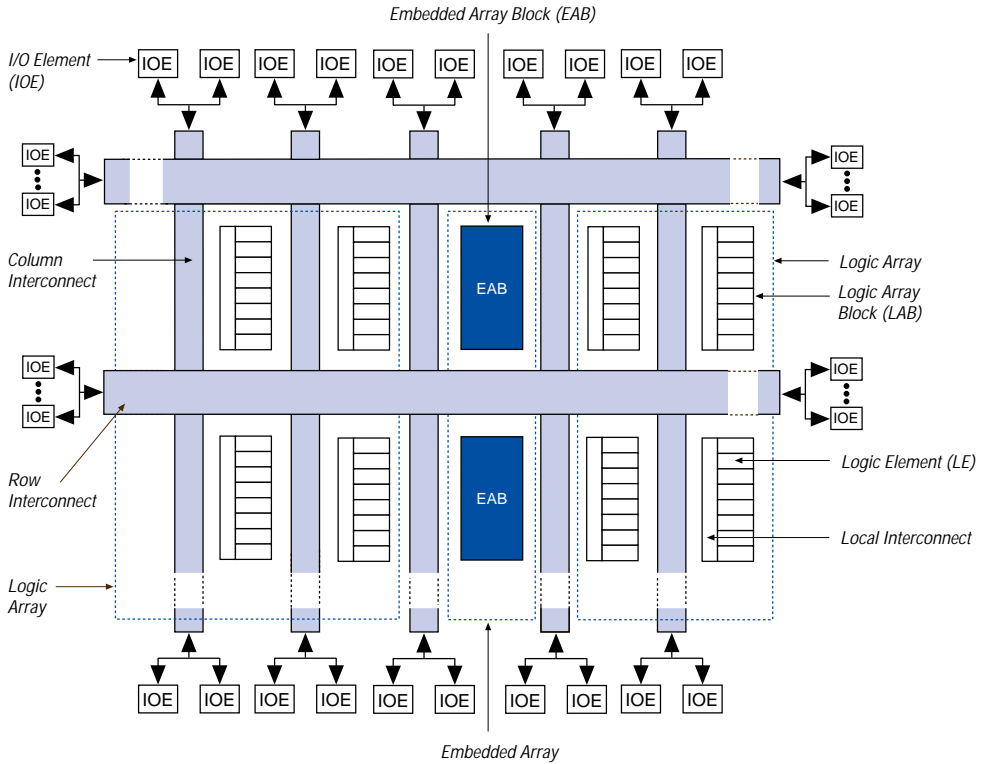 Embedded Array Block (EAB)
I/O Element
(IOE)
IOE IOE IOE IOE IOE IOE IOE IOE IOE IOE
IOE
IOE
IOE
IOE
Column
Interconnect
EAB
Logic Array
Logic Array
Block (LAB)
IOE
IOE
IOE
IOE
Row
Interconnect
EAB
Logic Element (LE)
Local Interconnect
Logic
Array
IOE IOE IOE IOE IOE IOE IOE IOE IOE IOE
Embedded Array